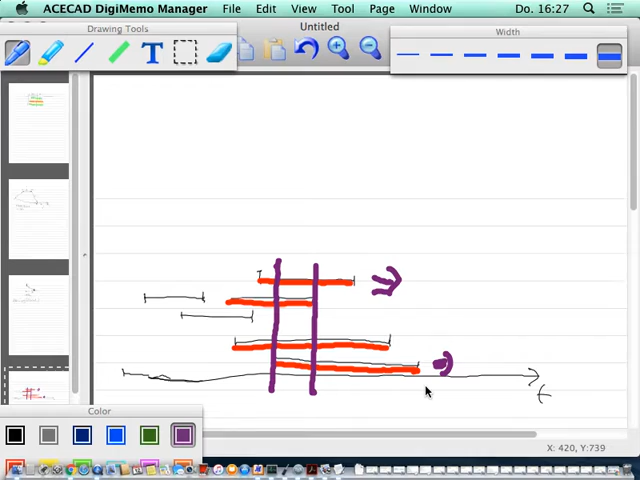 ACECAD DigiMemo Manager File Edit View Tool Page Window Do. 16:27
Drawing Tools
Untitled
Width
T
t
Color
X: 420, Y:739